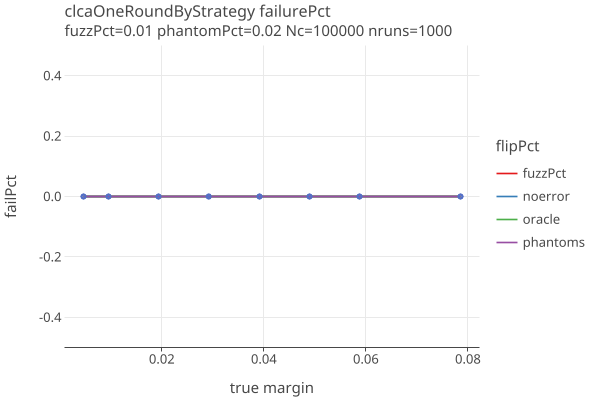 clcaOneRoundByStrategy failurePct
fuzzPct=0.01 phantomPct=0.02 Nc=100000 nruns=1000
0.4
0.2
0.0
-0.2
-0.4
failPct
0.02
0.04
0.06
0.08
true margin
flipPct
fuzzPct
noerror
oracle
phantoms